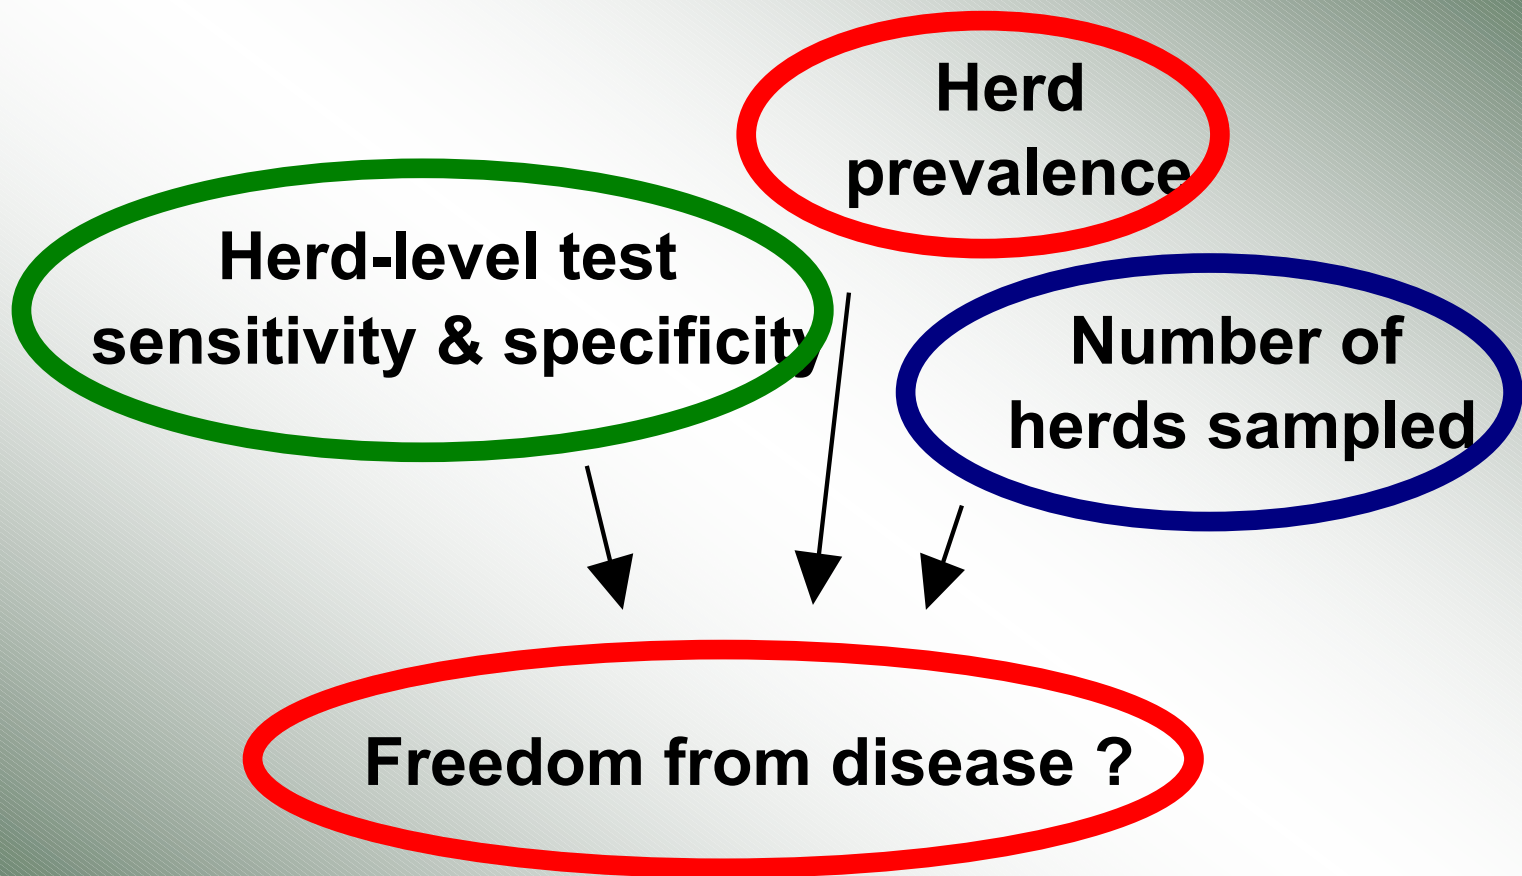 Herd
prevalence
Herd-level test
sensitivity & specificity
Number of
herds sampled
Freedom from disease ?